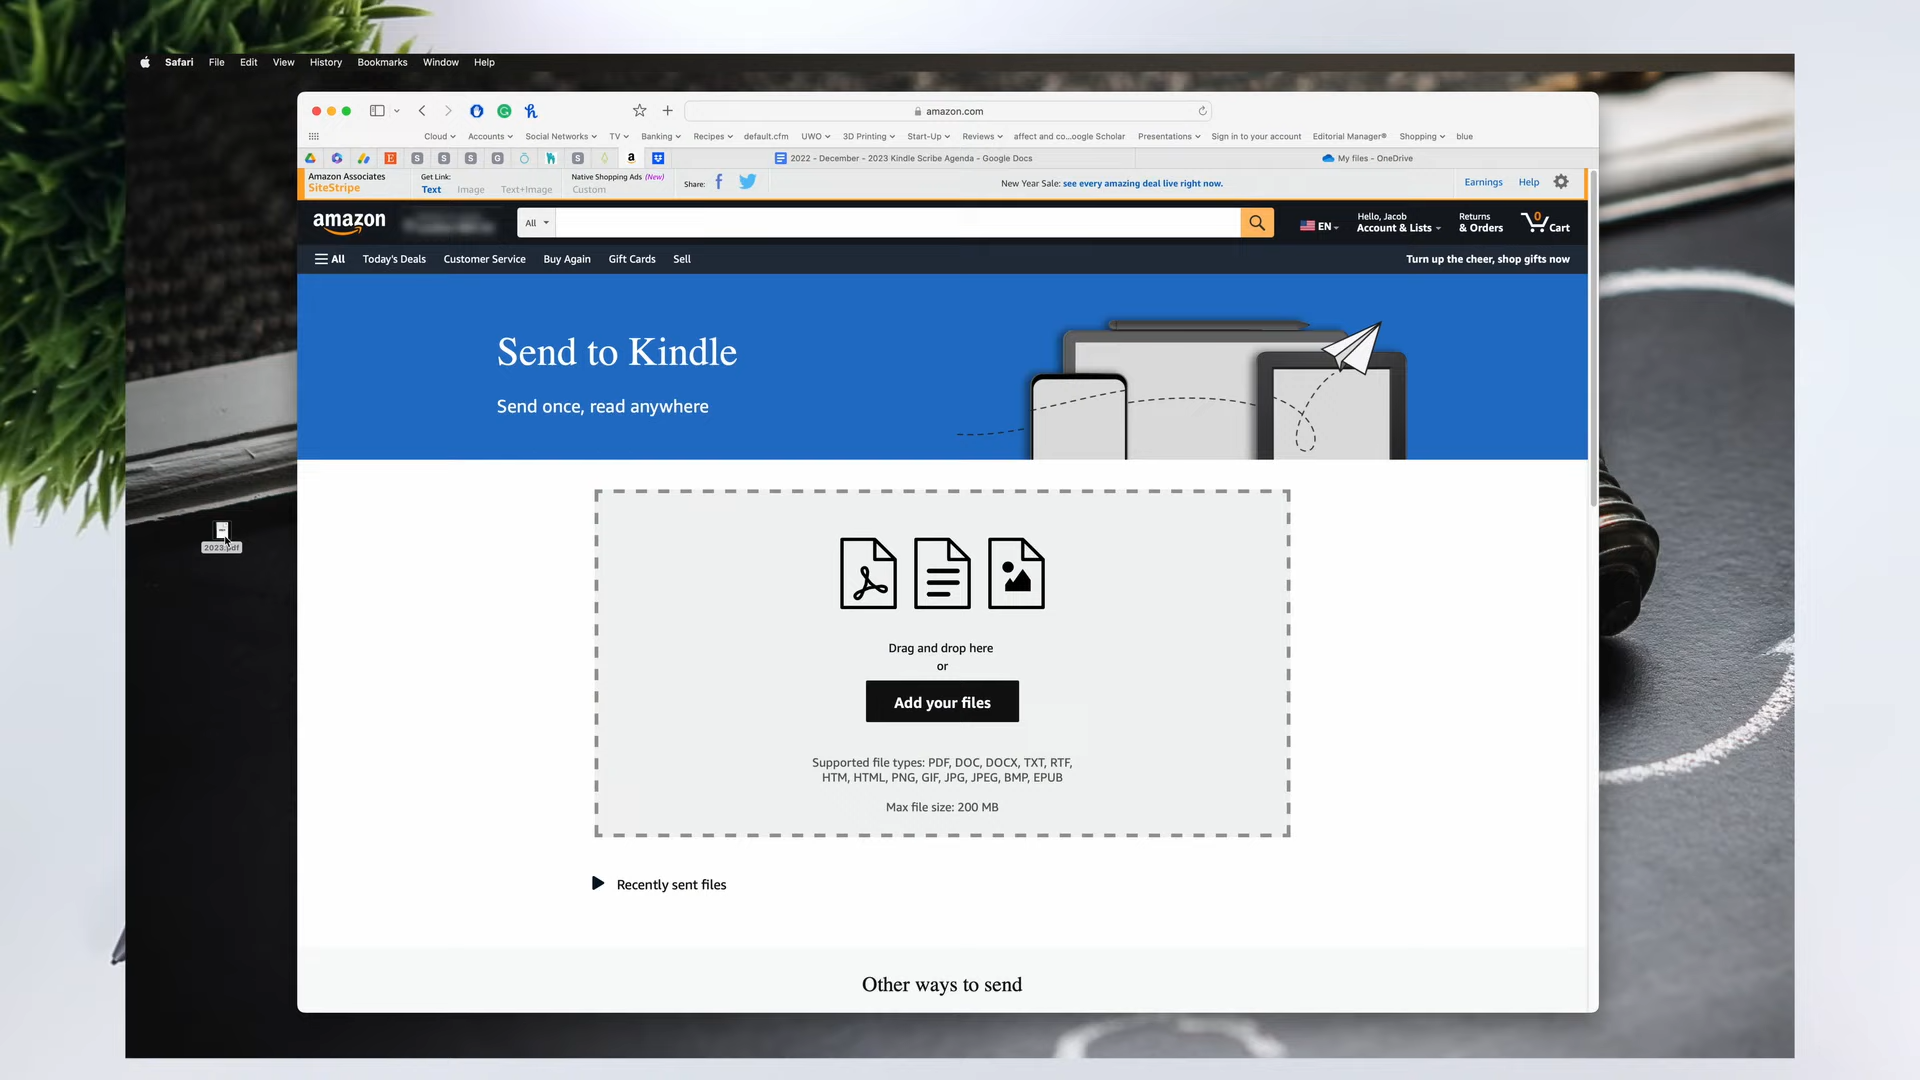 Safari File Edit View History Bookmarks Window Help
amazon.com
Cloud Accounts Social Networks TV Banking Recipes default.cfm UWO 3D Printing Start-Up Reviews affect and co...oogle Scholar Presentations Sign in to your account Editorial Manager® Shopping blue
2022 - December - 2023 Kindle Scribe Agenda - Google Docs My files - OneDrive
Amazon Associates Get Link: Native Shopping Ads (New)
SiteStripe Text Image Text+Image Custom
Share: New Year Sale: see every amazing deal live right now. Earnings Help
amazon All EN Hello, Jacob Returns 0
Account & Lists & Orders Cart
All Today's Deals Customer Service Buy Again Gift Cards Sell Turn up the cheer, shop gifts now
Send to Kindle
Send once, read anywhere
2023.pdf
Drag and drop here
or
Add your files
Supported file types: PDF, DOC, DOCX, TXT, RTF,
HTM, HTML, PNG, GIF, JPG, JPEG, BMP, EPUB
Max file size: 200 MB
Recently sent files
Other ways to send